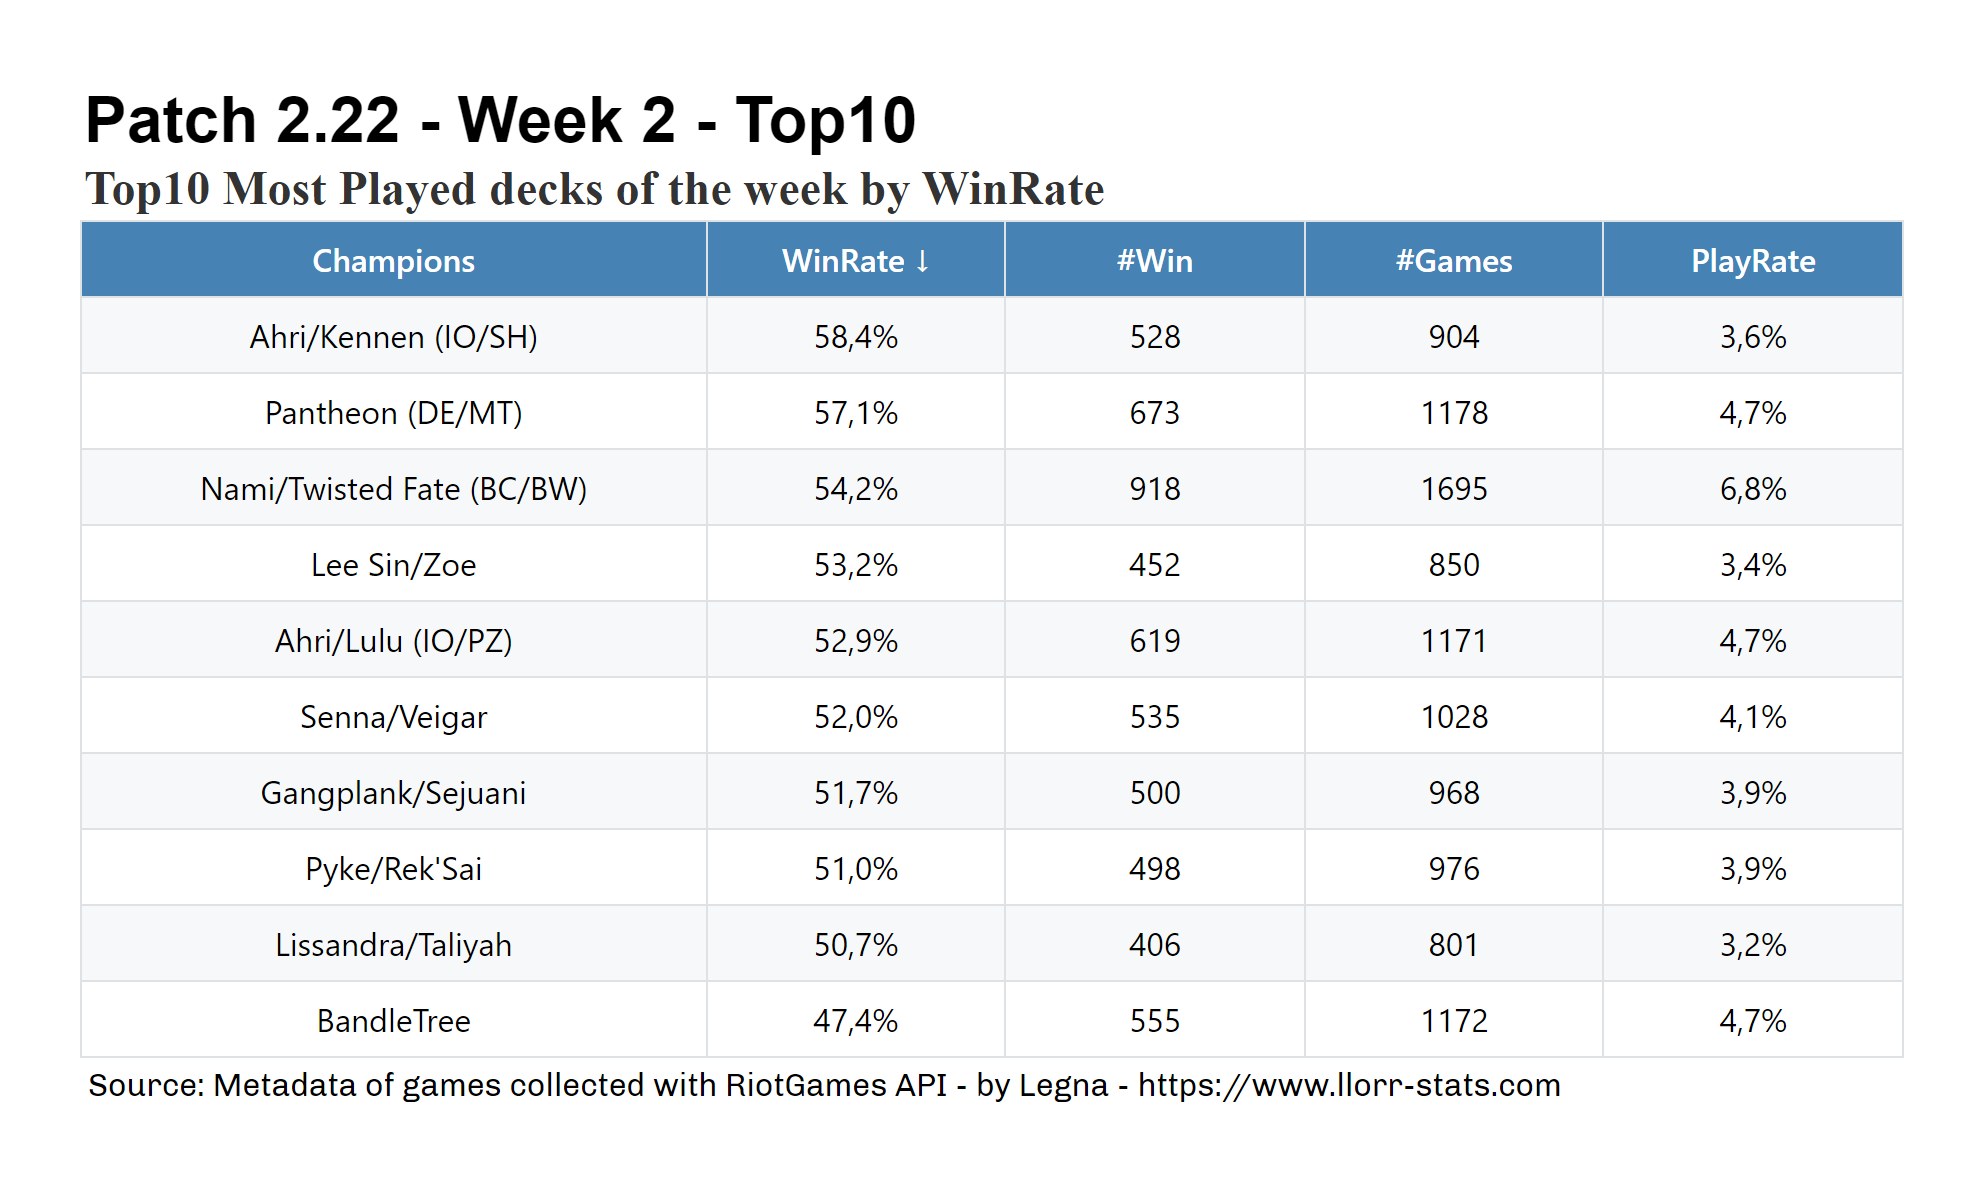 Patch 2.22 - Week 2 - Top10
Top10 Most Played decks of the week by WinRate
Champions WinRate ↓ #Win #Games PlayRate
Ahri/Kennen (IO/SH) 58,4% 528 904 3,6%
Pantheon (DE/MT) 57,1% 673 1178 4,7%
Nami/Twisted Fate (BC/BW) 54,2% 918 1695 6,8%
Lee Sin/Zoe 53,2% 452 850 3,4%
Ahri/Lulu (IO/PZ) 52,9% 619 1171 4,7%
Senna/Veigar 52,0% 535 1028 4,1%
Gangplank/Sejuani 51,7% 500 968 3,9%
Pyke/Rek'Sai 51,0% 498 976 3,9%
Lissandra/Taliyah 50,7% 406 801 3,2%
BandleTree 47,4% 555 1172 4,7%
Source: Metadata of games collected with RiotGames API - by Legna - https://www.llorr-stats.com